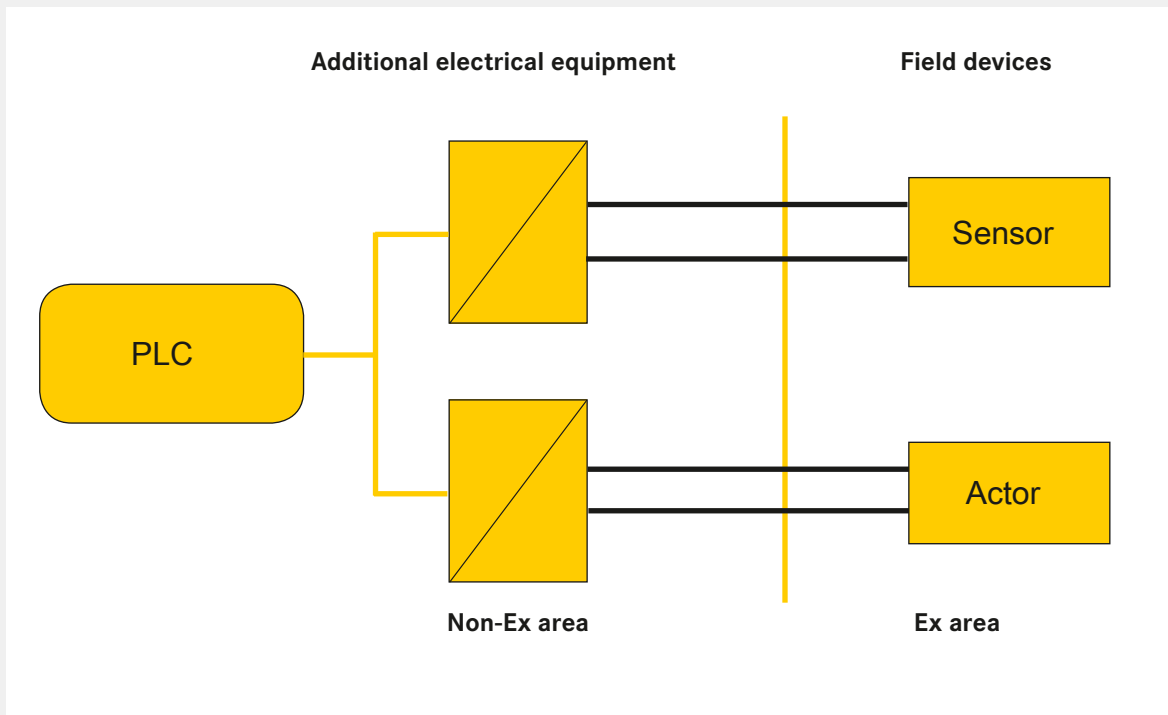 Additional electrical equipment
Field devices
Sensor
PLC
Actor
Non-Ex area
Ex area